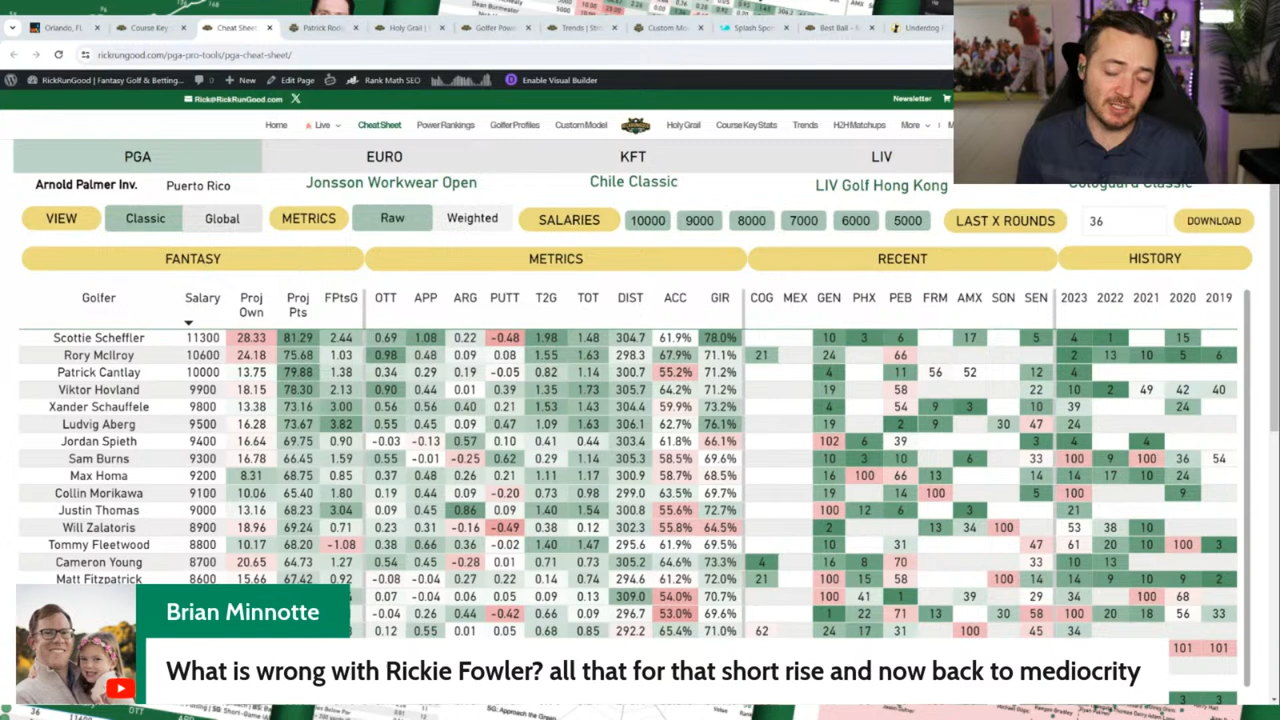 Orlando, FL
Course Key
Cheat Sheet
Patrick Rod
Holy Grail
Golfer Pow
Trends | St
Custom Mo
Splash Spo
Best Ball - R
Underdog
rickrungood.com/pga-pro-tools/pga-cheat-sheet/
RickRunGood | Fantasy Golf & Betting... 0 New Edit Page Rank Math SEO Enable Visual Builder
Rick@RickRunGood.com X Newsletter
Home Live Cheat Sheet Power Rankings Golfer Profiles Custom Model Holy Grail Course Key Stats Trends H2H Matchups More
PGA EURO KFT LIV
Arnold Palmer Inv. Puerto Rico Jonsson Workwear Open Chile Classic LIV Golf Hong Kong Cologuard Classic
VIEW Classic Global METRICS Raw Weighted SALARIES 10000 9000 8000 7000 6000 5000 LAST X ROUNDS 36 DOWNLOAD
FANTASY METRICS RECENT HISTORY
Golfer Salary Proj Own Proj Pts FPtsG OTT APP ARG PUTT T2G TOT DIST ACC GIR COG MEX GEN PHX PEB FRM AMX SON SEN 2023 2022 2021 2020 2019
Scottie Scheffler 11300 28.33 81.29 2.44 0.69 1.08 0.22 -0.48 1.98 1.48 304.7 61.9% 78.0% 10 3 6 17 5 4 1 15
Rory McIlroy 10600 24.18 75.68 1.03 0.98 0.48 0.09 0.08 1.55 1.63 298.3 67.9% 71.1% 21 24 66 2 13 10 5 6
Patrick Cantlay 10000 13.75 79.88 1.38 0.34 0.29 0.19 -0.05 0.82 1.14 300.7 55.2% 71.2% 4 11 56 52 12 4
Viktor Hovland 9900 18.15 78.30 2.13 0.90 0.44 0.01 0.39 1.35 1.73 307.1 64.2% 71.2% 19 58 22 10 2 49 42 40
Xander Schauffele 9800 13.38 73.16 3.00 0.56 0.56 0.40 0.21 1.53 1.43 304.4 59.9% 73.2% 4 54 9 3 10 39 24
Ludvig Aberg 9500 16.28 73.67 3.82 0.55 0.45 0.09 0.47 1.09 1.63 306.1 62.7% 76.1% 19 2 9 30 47 24
Jordan Spieth 9400 16.64 69.75 0.90 -0.03 -0.13 0.57 0.10 0.41 0.44 303.4 61.8% 66.1% 102 6 39 3 4 4
Sam Burns 9300 16.78 66.45 1.59 0.55 -0.01 -0.25 0.62 0.29 1.14 305.3 58.5% 69.6% 10 3 10 6 33 100 9 100 36 54
Max Homa 9200 8.31 68.75 0.85 0.37 0.48 0.26 0.21 1.11 1.17 300.7 58.7% 68.5% 16 100 66 13 14 14 17 10 24
Collin Morikawa 9100 10.06 65.40 1.80 0.19 0.44 0.09 -0.20 0.73 0.98 299.0 63.5% 69.7% 19 14 100 5 100 9
Justin Thomas 9000 13.16 68.23 3.04 0.45 0.09 0.86 0.09 1.40 1.54 300.8 55.6% 72.7% 100 12 6 3 21
Will Zalatoris 8900 18.96 69.24 0.71 0.23 0.31 -0.16 -0.49 0.38 0.12 302.3 55.8% 64.5% 2 13 34 100 53 38 10
Tommy Fleetwood 8800 10.17 68.20 -1.08 0.38 0.66 0.36 -0.02 1.40 1.47 295.6 61.9% 69.5% 10 31 47 61 20 10 100 3
Cameron Young 8700 20.65 64.73 1.27 0.54 0.45 -0.28 0.01 0.71 0.73 302.2 64.6% 73.3% 4 16 8 70 33 10 13
Matt Fitzpatrick 8600 15.66 67.42 0.92 -0.08 -0.04 0.27 0.22 0.14 0.74 294.6 61.2% 72.0% 21 100 15 58 100 14 14 9 10 9 2
0.07 -0.04 0.06 0.05 0.09 0.13 309.0 54.0% 70.7% 100 41 1 39 29 31 100 68
-0.04 0.26 0.44 -0.42 0.66 0.09 296.7 53.0% 69.6% 1 22 71 13 30 58 100 20 18 56 33
0.12 0.55 0.01 0.05 0.68 0.85 292.2 65.4% 71.0% 62 24 17 31 100 45 34
101 101
3 3
Brian Minnotte
What is wrong with Rickie Fowler? all that for that short rise and now back to mediocrity